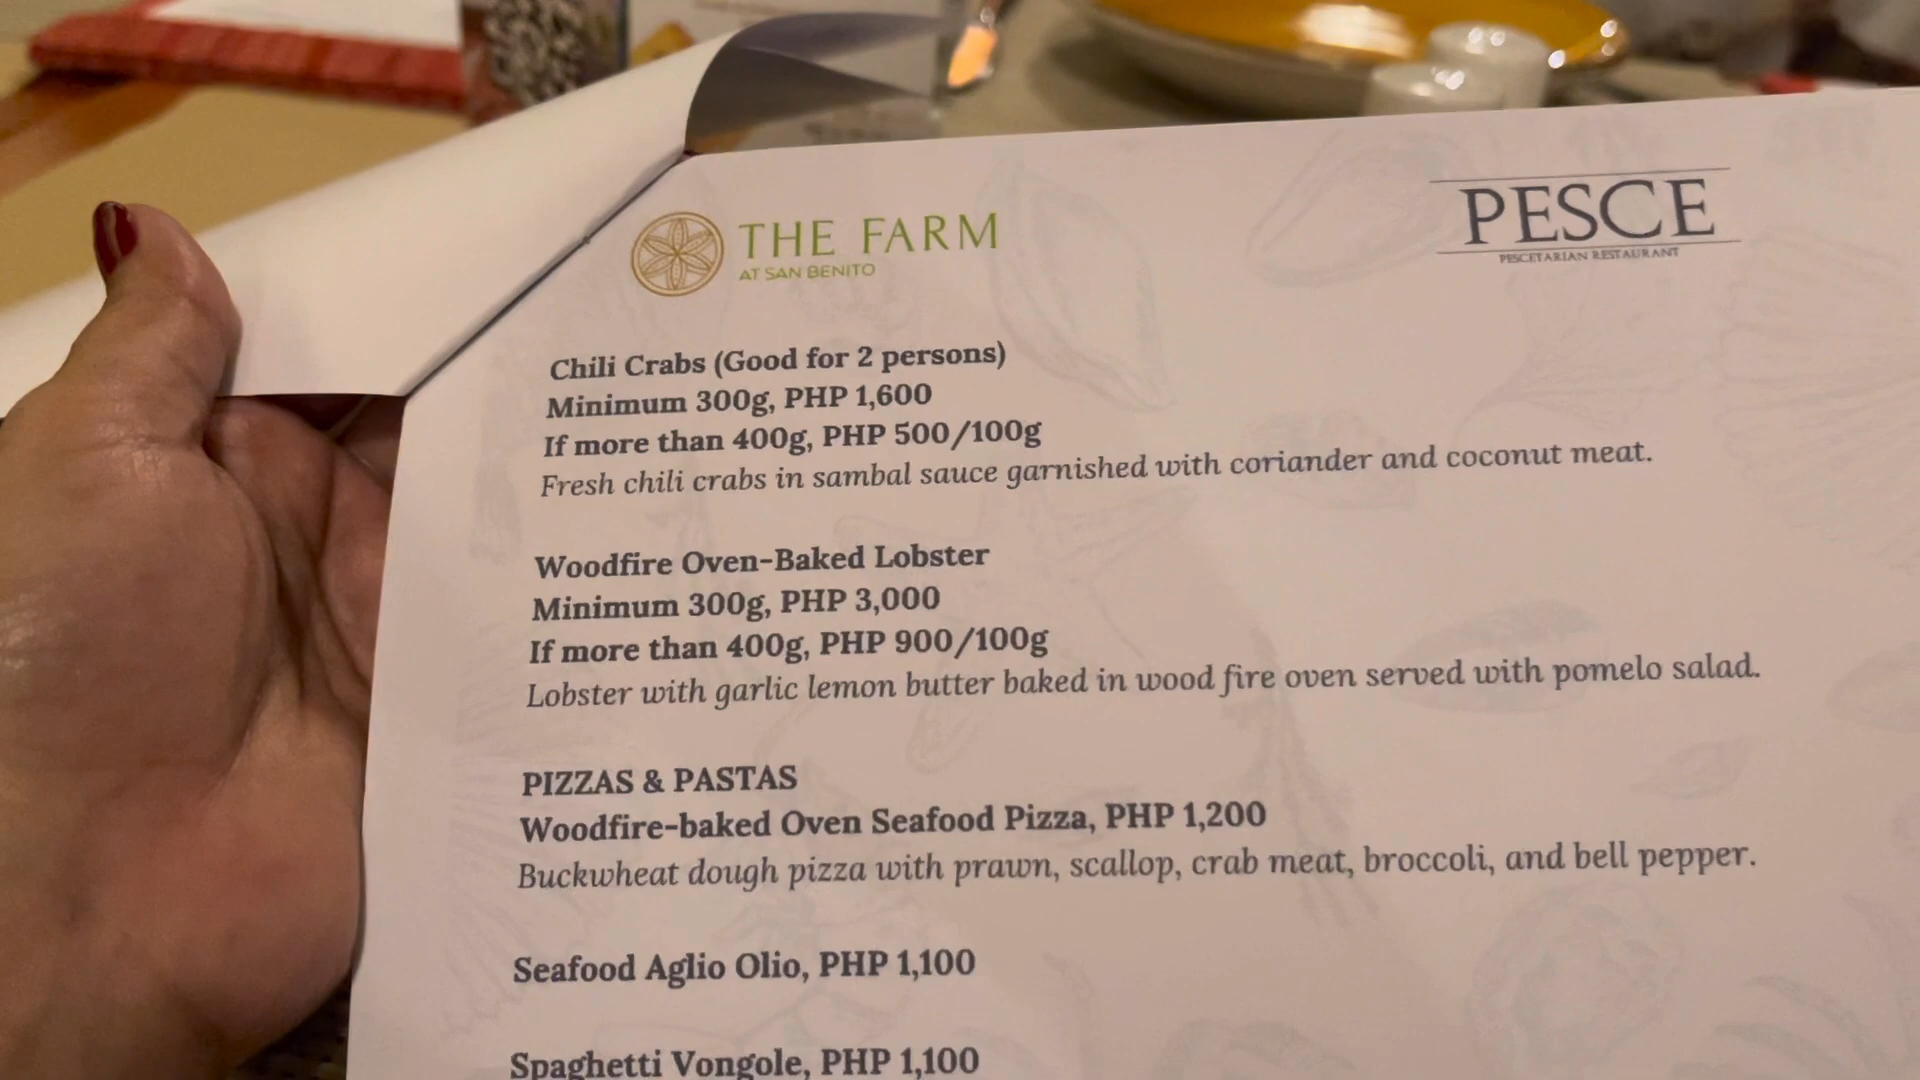 THE FARM
AT SAN BENITO
PESCE
PESCETARIAN RESTAURANT
Chili Crabs (Good for 2 persons)
Minimum 300g, PHP 1,600
If more than 400g, PHP 500/100g
Fresh chili crabs in sambal sauce garnished with coriander and coconut meat.
Woodfire Oven-Baked Lobster
Minimum 300g, PHP 3,000
If more than 400g, PHP 900/100g
Lobster with garlic lemon butter baked in wood fire oven served with pomelo salad.
PIZZAS & PASTAS
Woodfire-baked Oven Seafood Pizza, PHP 1,200
Buckwheat dough pizza with prawn, scallop, crab meat, broccoli, and bell pepper.
Seafood Aglio Olio, PHP 1,100
Spaghetti Vongole, PHP 1,100